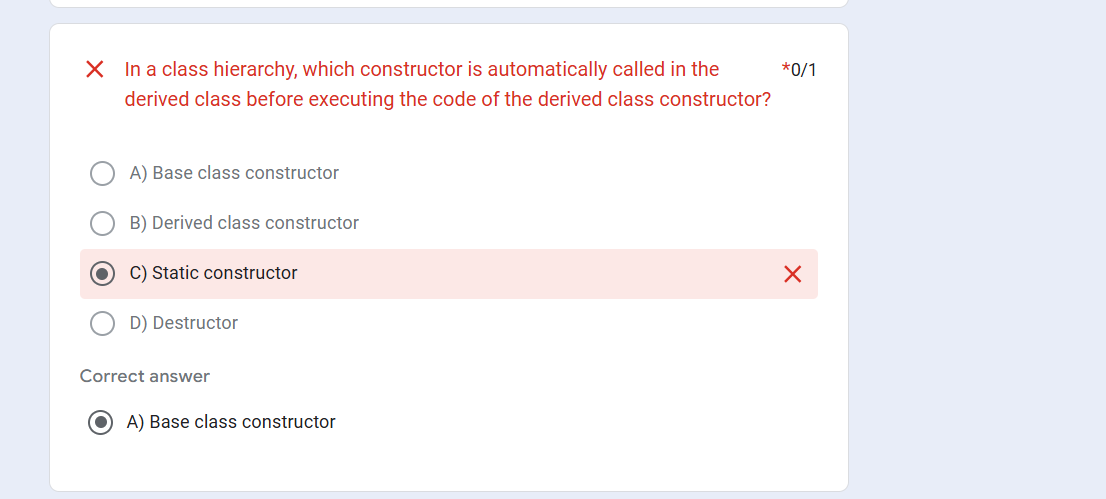 In a class hierarchy, which constructor is automatically called in the *0/1
derived class before executing the code of the derived class constructor?
A) Base class constructor
B) Derived class constructor
C) Static constructor
D) Destructor
Correct answer
A) Base class constructor